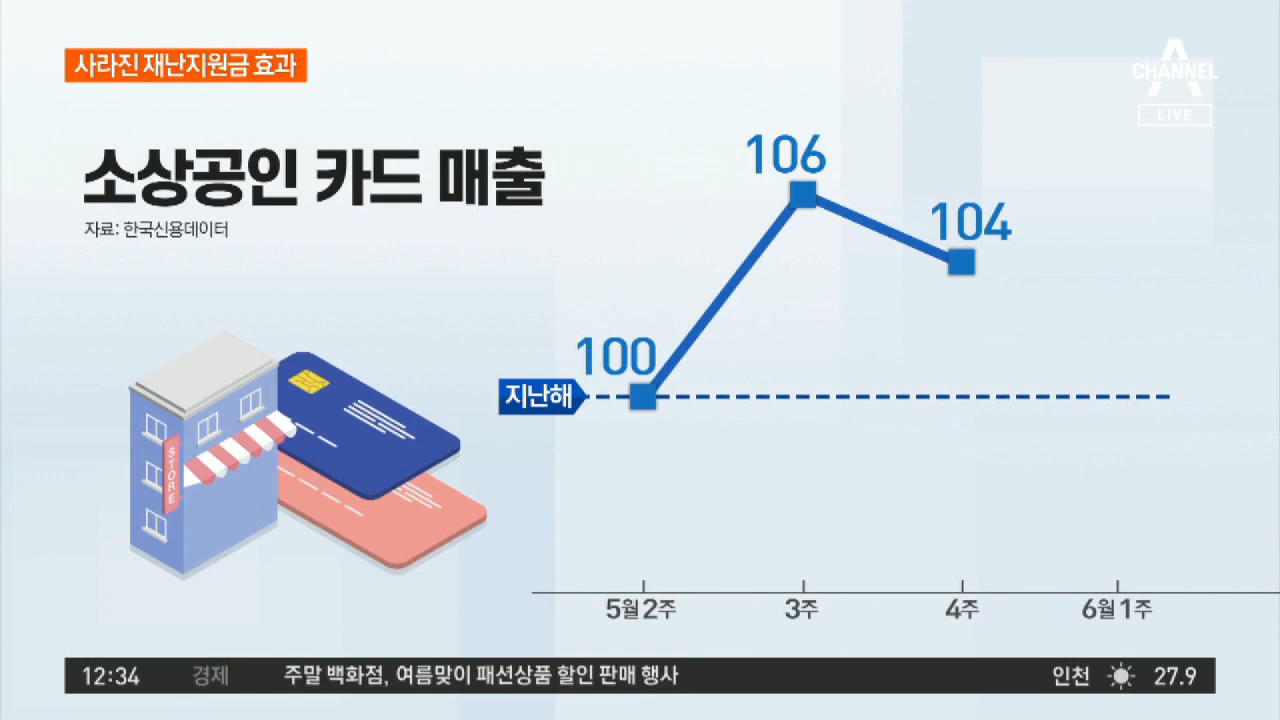 사라진 재난지원금 효과
CHANNEL A
LIVE
소상공인 카드 매출
자료: 한국신용데이터
106
104
100
지난해
STORE
5월 2주
3주
4주
6월 1주
12:34 경제 주말 백화점, 여름맞이 패션상품 할인 판매 행사 인천 27.9